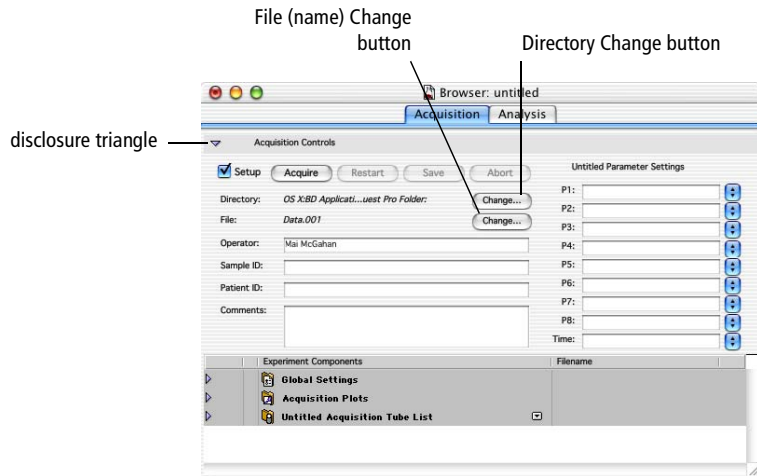 File (name) Change
button
Directory Change button
disclosure triangle
Browser: untitled
Acquisition Analysis
Acquisition Controls
Setup Acquire Restart Save Abort
Untitled Parameter Settings
Directory: OS X:BD Applicati...uest Pro Folder: Change...
File: Data.001 Change...
Operator: Mai McGahan
Sample ID:
Patient ID:
Comments:
P1:
P2:
P3:
P4:
P5:
P6:
P7:
P8:
Time:
Experiment Components Filename
Global Settings
Acquisition Plots
Untitled Acquisition Tube List